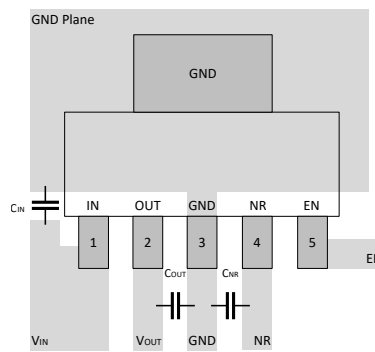 GND Plane
GND
CIN
IN OUT GND NR EN
1 2 3 4 5
COUT CNR
E
VIN VOUT GND NR